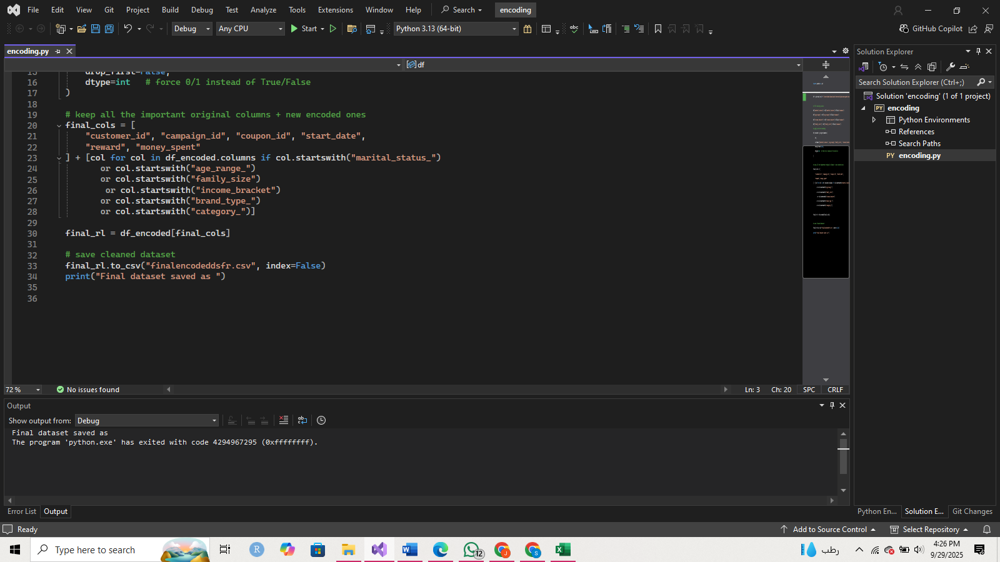 File Edit View Git Project Build Debug Test Analyze Tools Extensions Window Help Search encoding
Debug Any CPU Start Python 3.13 (64-bit) GitHub Copilot
encoding.py
df
15 drop_first=False,
16 dtype=int # force 0/1 instead of True/False
17 )
18
19 # keep all the important original columns + new encoded ones
20 final_cols = [
21 "customer_id", "campaign_id", "coupon_id", "start_date",
22 "reward", "money_spent"
23 ] + [col for col in df_encoded.columns if col.startswith("marital_status_")
24 or col.startswith("age_range_")
25 or col.startswith("family_size")
26 or col.startswith("income_bracket")
27 or col.startswith("brand_type_")
28 or col.startswith("category_")]
29
30 final_rl = df_encoded[final_cols]
31
32 # save cleaned dataset
33 final_rl.to_csv("finalencodeddsfr.csv", index=False)
34 print("Final dataset saved as ")
35
36
72 % No issues found Ln: 3 Ch: 20 SPC CRLF
Output
Show output from: Debug
Final dataset saved as
The program 'python.exe' has exited with code 4294967295 (0xffffffff).
Error List Output
Solution Explorer
Search Solution Explorer (Ctrl+;)
Solution 'encoding' (1 of 1 project)
PY encoding
Python Environments
References
Search Paths
PY encoding.py
Python En... Solution E... Git Changes
Ready Add to Source Control Select Repository
Type here to search
R
12
J
S
رطب
4:26 PM
9/29/2025